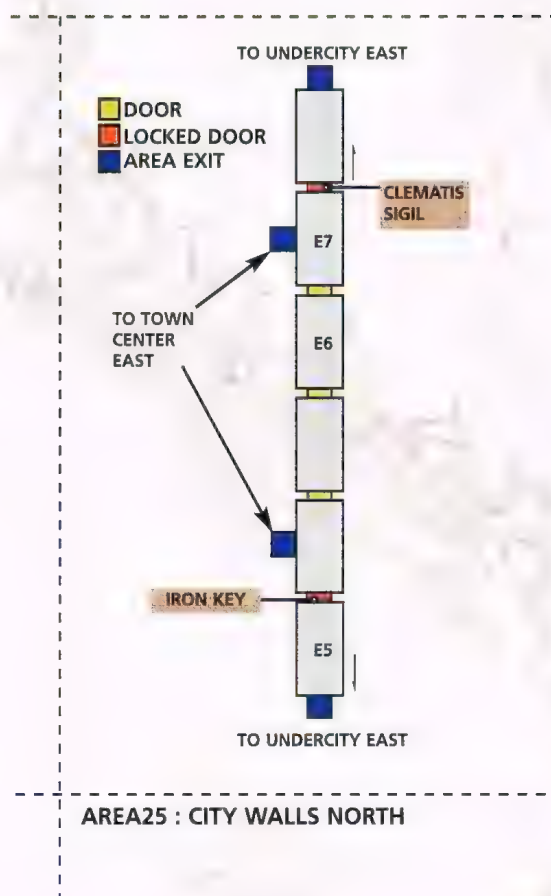 TO UNDERCITY EAST
DOOR
LOCKED DOOR
AREA EXIT
CLEMATIS
SIGIL
E7
TO TOWN
CENTER
EAST
E6
IRON KEY
E5
TO UNDERCITY EAST
AREA25 : CITY WALLS NORTH